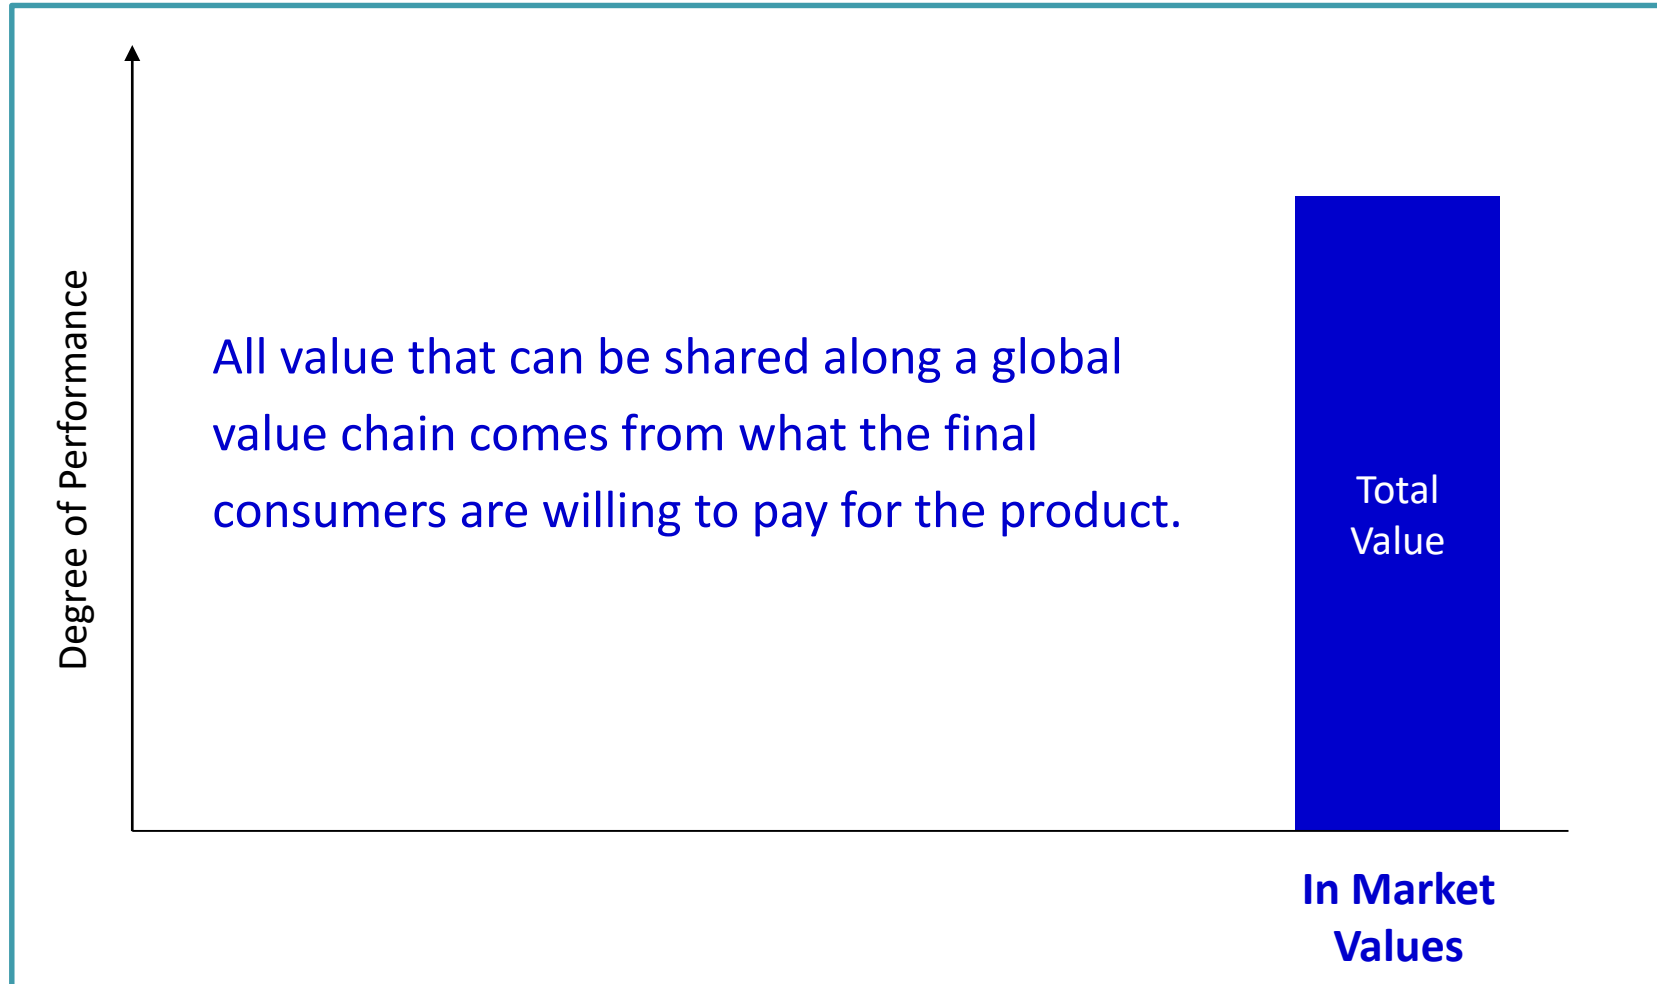 Degree of Performance
All value that can be shared along a global
value chain comes from what the final
consumers are willing to pay for the product.
Total
Value
In Market
Values